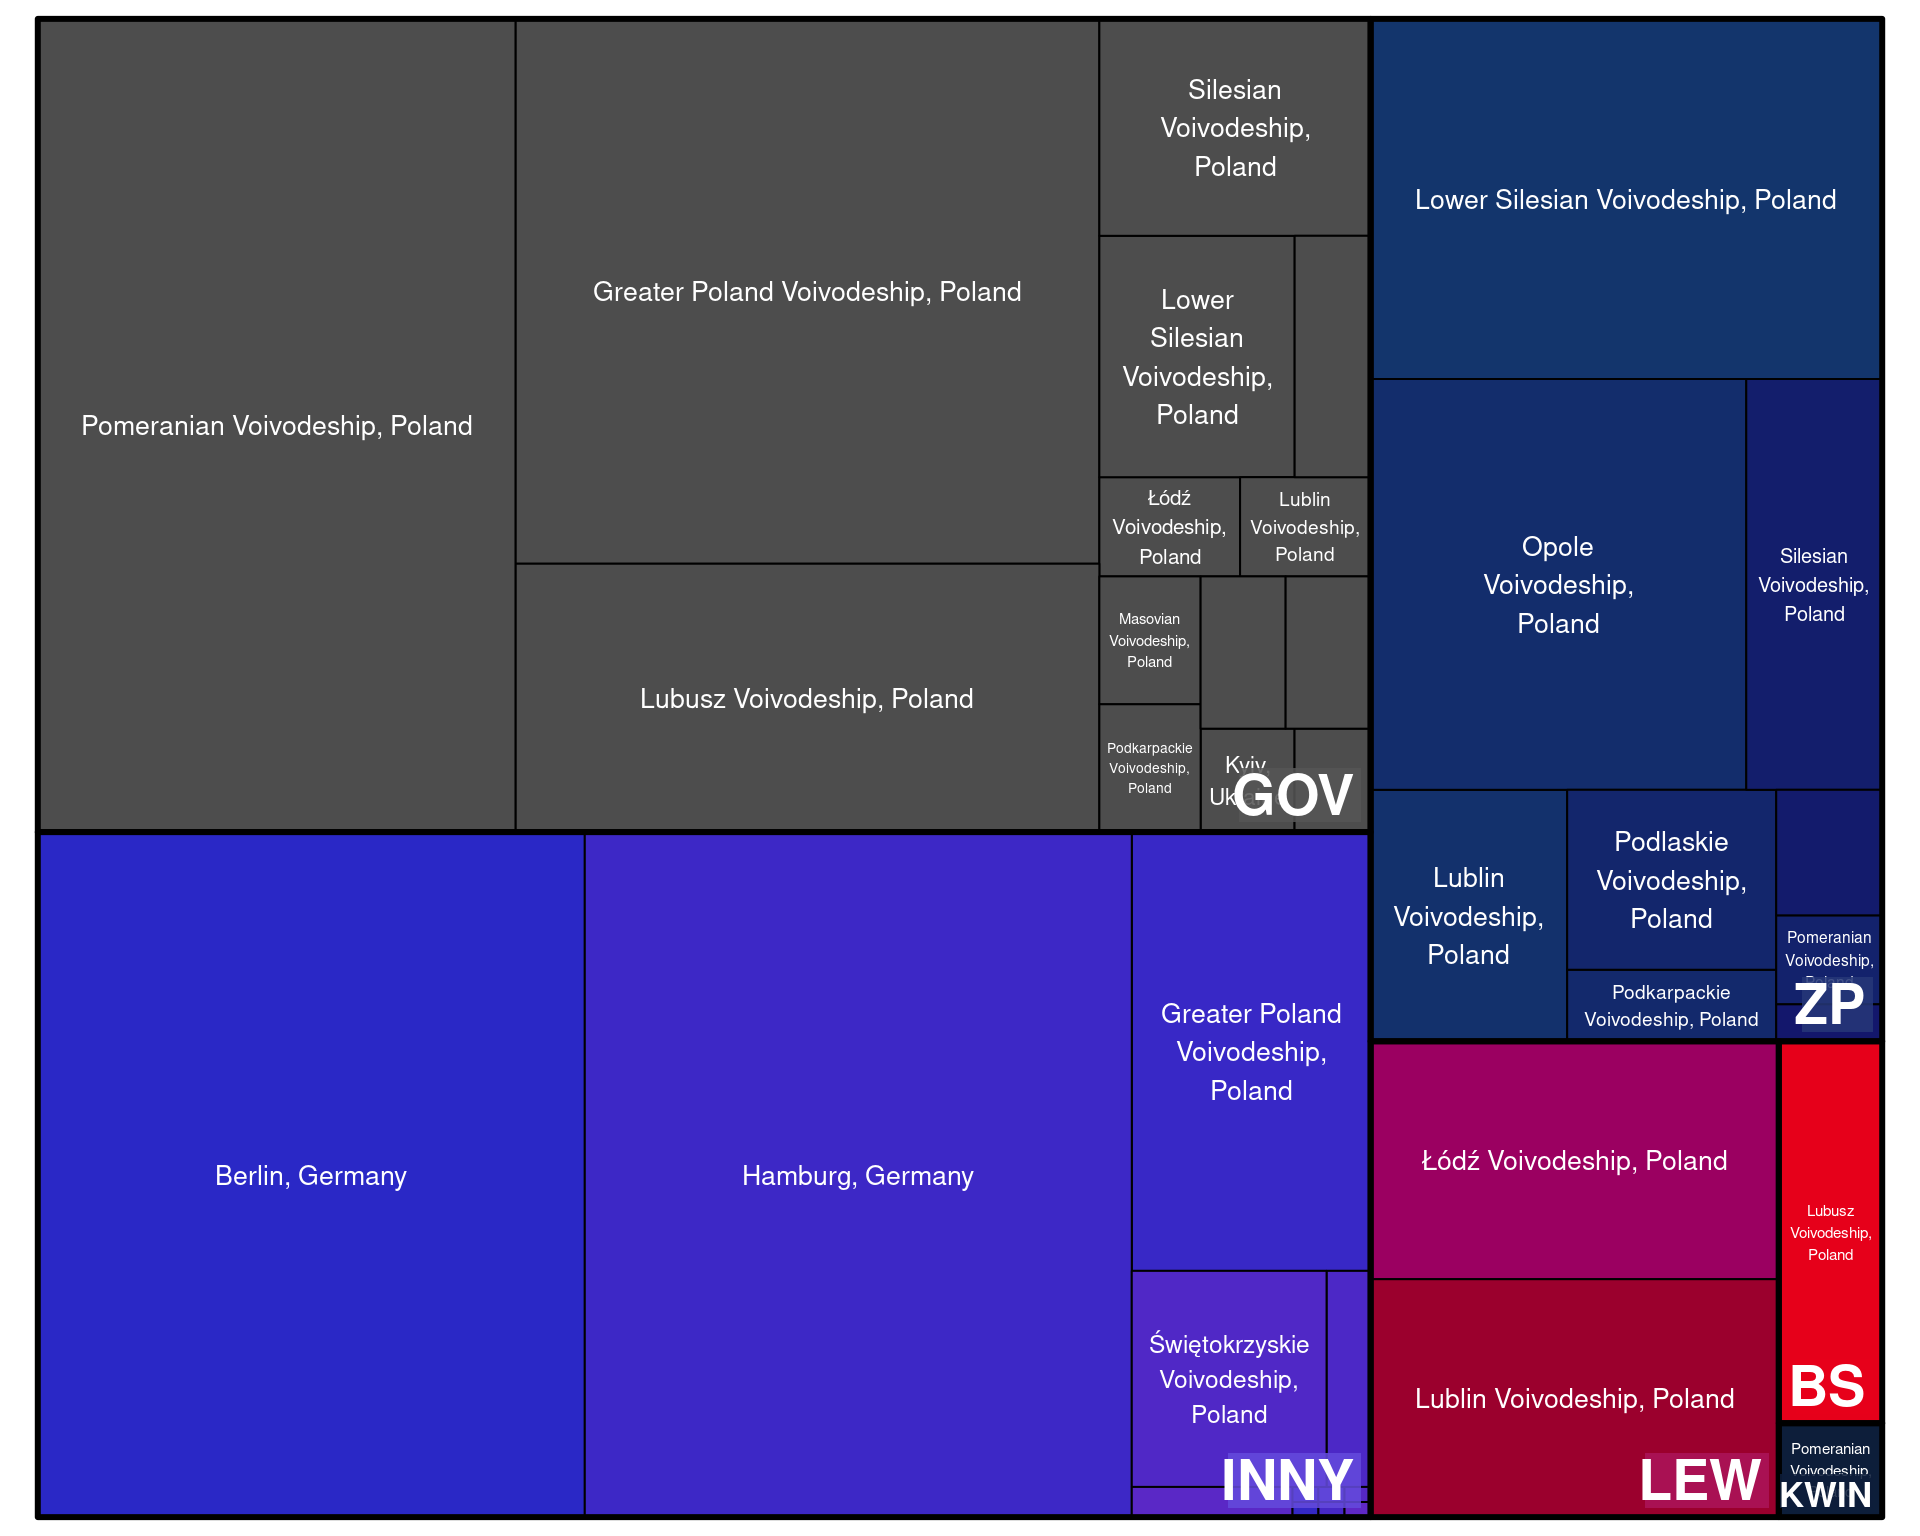 Pomeranian Voivodeship, Poland
Greater Poland Voivodeship, Poland
Lubusz Voivodeship, Poland
Silesian
Voivodeship,
Poland
Lower
Silesian
Voivodeship,
Poland
Łódź
Voivodeship,
Poland
Lublin
Voivodeship,
Poland
Masovian
Voivodeship,
Poland
Podkarpackie
Voivodeship,
Poland
Kyiv,
GOV
Berlin, Germany
Hamburg, Germany
Greater Poland
Voivodeship,
Poland
Świętokrzyskie
Voivodeship,
Poland
INNY
Lower Silesian Voivodeship, Poland
Opole
Voivodeship,
Poland
Silesian
Voivodeship,
Poland
Lublin
Voivodeship,
Poland
Podlaskie
Voivodeship,
Poland
Podkarpackie
Voivodeship, Poland
Pomeranian
Voivodeship,
ZP
Łódź Voivodeship, Poland
Lublin Voivodeship, Poland
LEW
Lubusz
Voivodeship,
Poland
BS
Pomeranian
Voivodeship,
KWIN